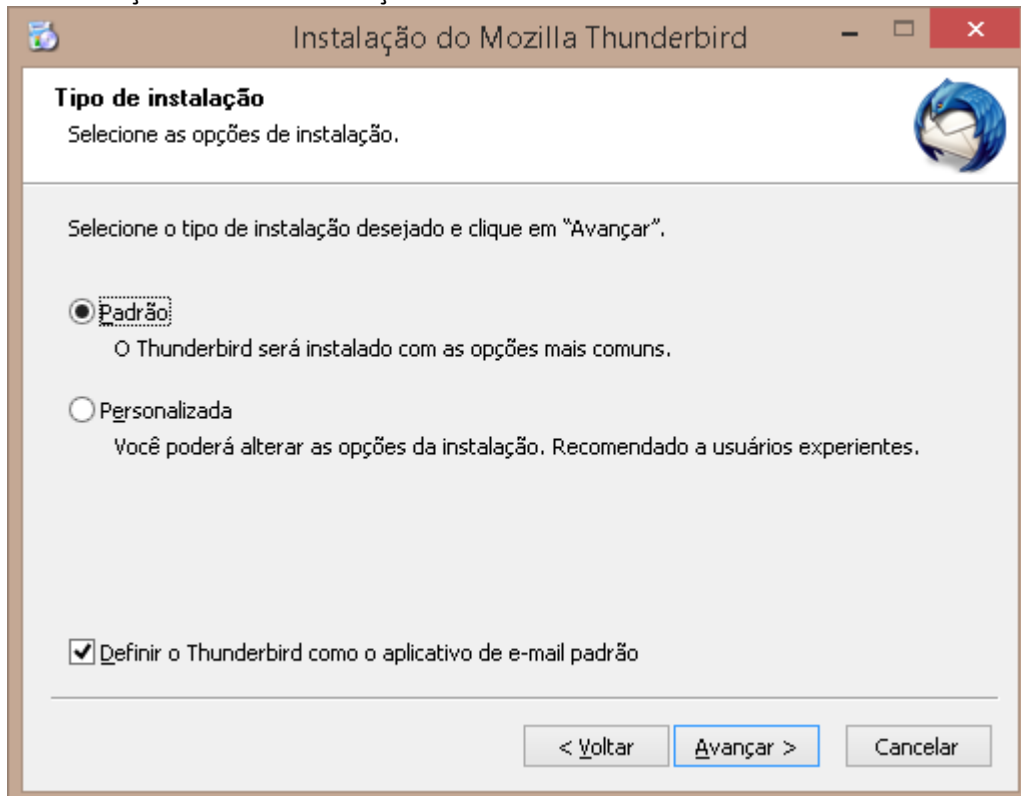 Instalação do Mozilla Thunderbird
Tipo de instalação
Selecione as opções de instalação.
Selecione o tipo de instalação desejado e clique em “Avançar”.
Padrão
O Thunderbird será instalado com as opções mais comuns.
Personalizada
Você poderá alterar as opções da instalação. Recomendado a usuários experientes.
Definir o Thunderbird como o aplicativo de e-mail padrão
< Voltar Avançar > Cancelar